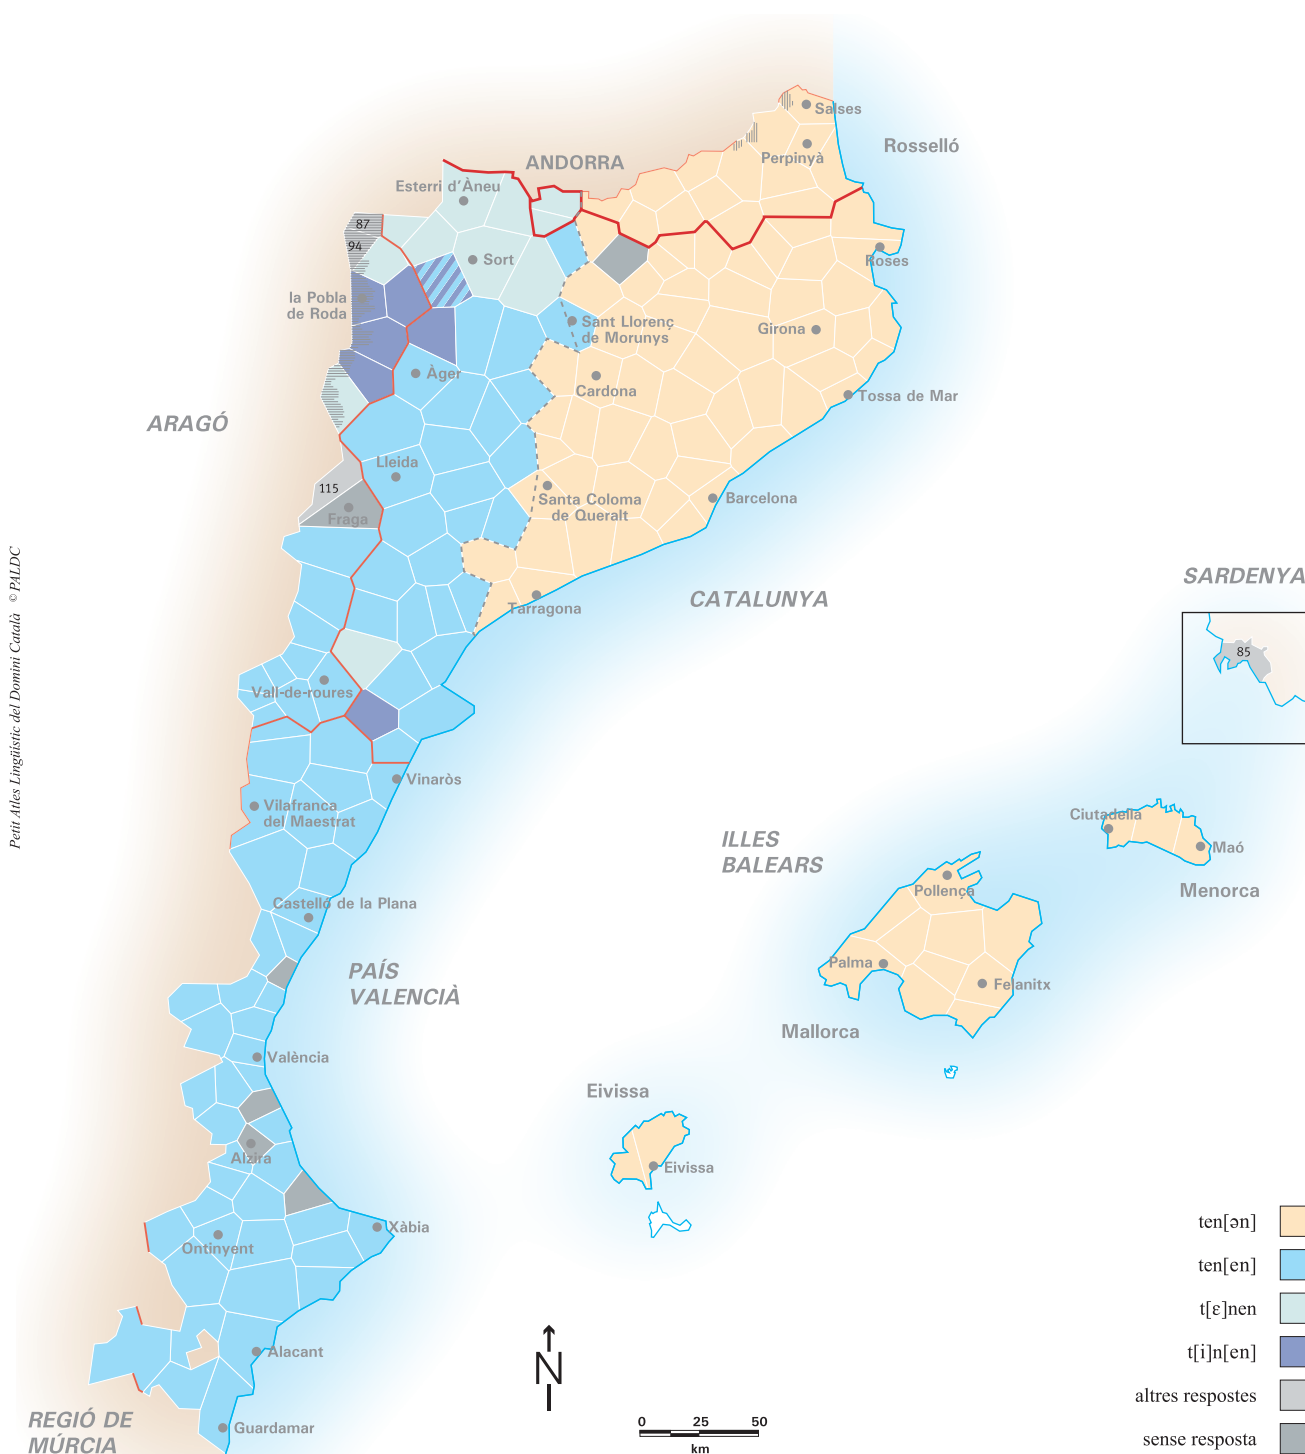 Salses
Rosselló
Perpinyà
ANDORRA
Esterri d'Àneu
87
94
Sort
Roses
la Pobla
de Roda
Sant Llorenç
de Morunys
Girona
Àger
Cardona
Tossa de Mar
ARAGÓ
Lleida
115
Fraga
Santa Coloma
de Queralt
Barcelona
Tarragona
CATALUNYA
SARDENYA
85
Petit Atles Lingüístic del Domini Català © PALDC
Vall-de-roures
Vinaròs
Vilafranca
del Maestrat
ILLES
BALEARS
Ciutadella
Maó
Menorca
Pollença
Castelló de la Plana
Palma
Felanitx
Mallorca
PAÍS
VALENCIÀ
València
Eivissa
Eivissa
Alzira
Xàbia
Ontinyent
Alacant
Guardamar
REGIÓ DE
MÚRCIA
N
0 25 50
km
ten[ən]
ten[en]
t[ɛ]nen
t[i]n[en]
altres respostes
sense resposta